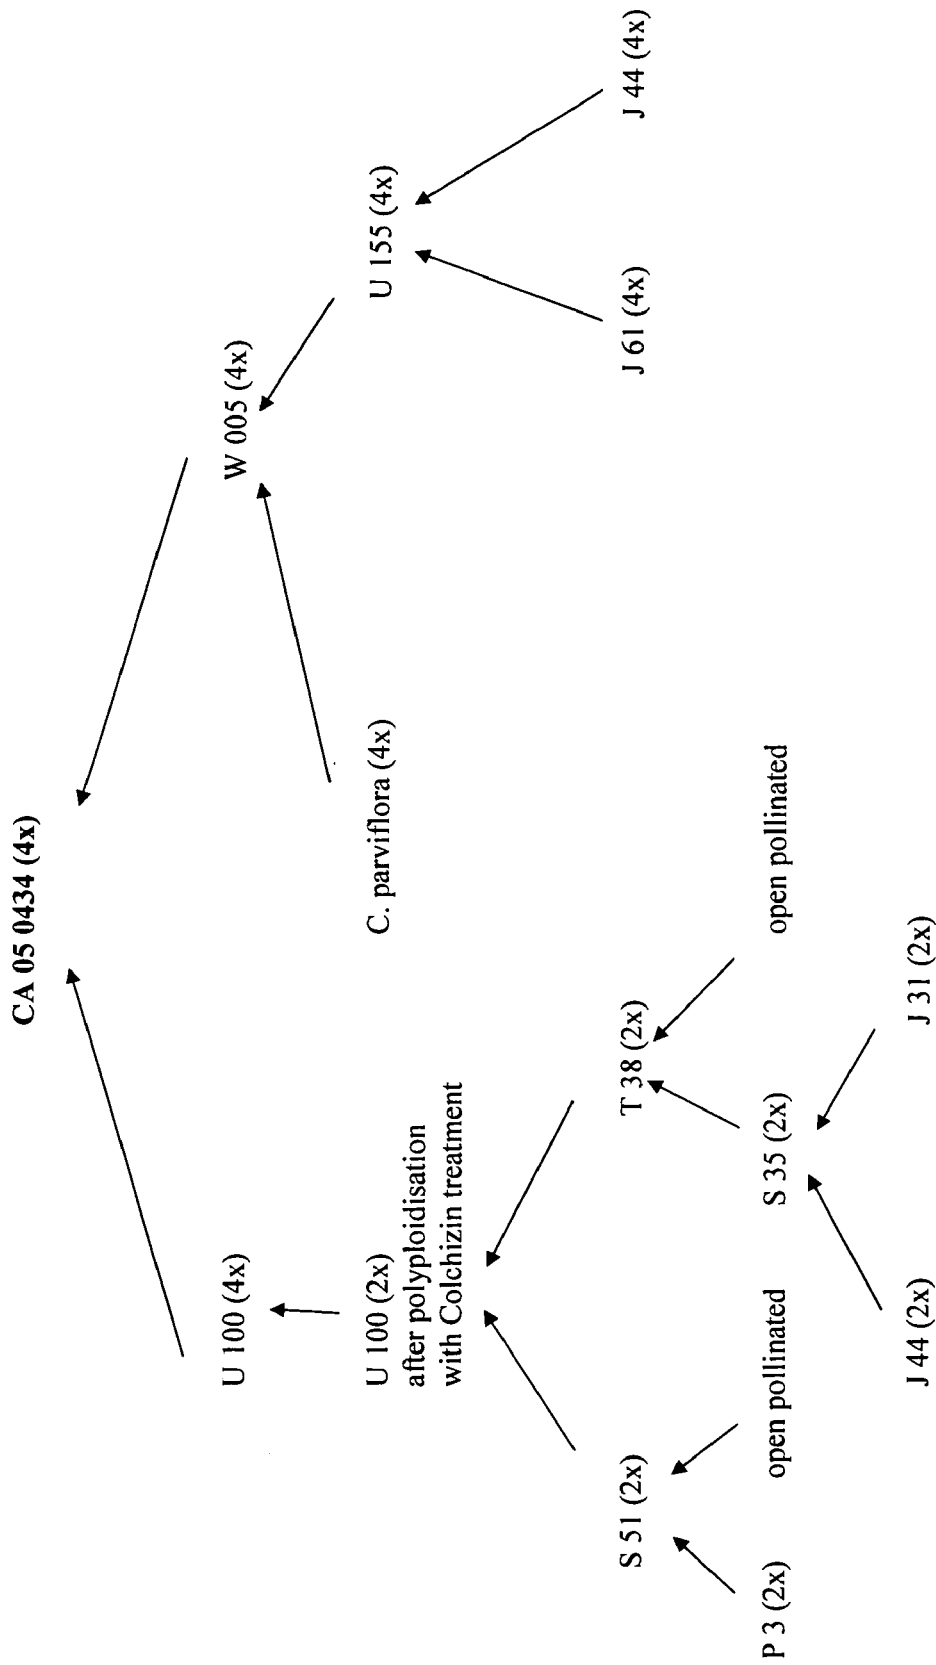 CA 05 0434 (4x)
U 100 (4x)
W 005 (4x)
U 100 (2x)
after polyploidisation
with Colchizin treatment
C. parviflora (4x)
U 155 (4x)
S 51 (2x)
T 38 (2x)
J 61 (4x)
J 44 (4x)
P 3 (2x)
open pollinated
S 35 (2x)
open pollinated
J 44 (2x)
J 31 (2x)